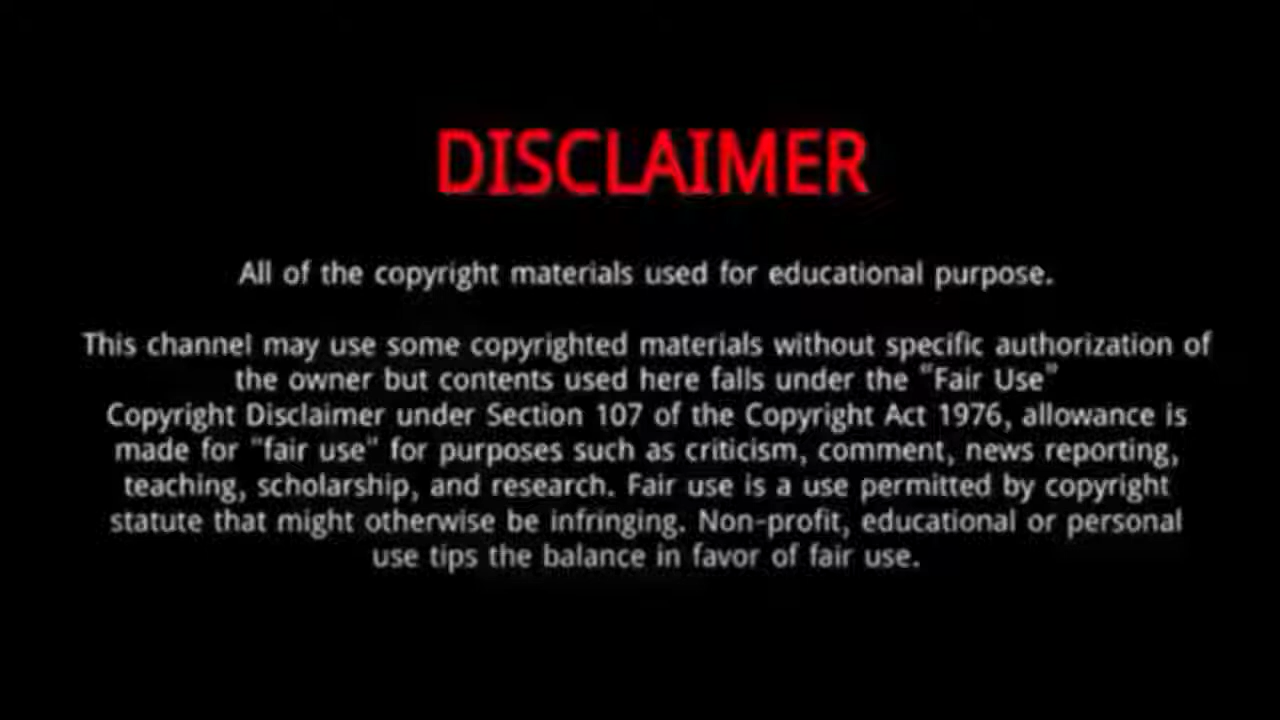 DISCLAIMER
All of the copyright materials used for educational purpose.
This channel may use some copyrighted materials without specific authorization of
the owner but contents used here falls under the "Fair Use"
Copyright Disclaimer under Section 107 of the Copyright Act 1976, allowance is
made for "fair use" for purposes such as criticism, comment, news reporting,
teaching, scholarship, and research. Fair use is a use permitted by copyright
statute that might otherwise be infringing. Non-profit, educational or personal
use tips the balance in favor of fair use.